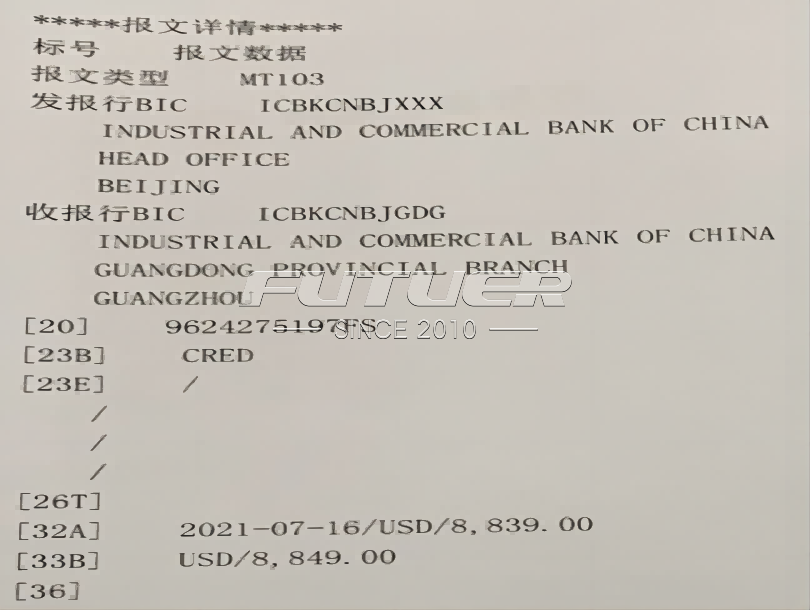 *****报文详情*****
标号 报文数据
报文类型 MT103
发报行BIC ICBKCNBJXXX
INDUSTRIAL AND COMMERCIAL BANK OF CHINA
HEAD OFFICE
BEIJING
收报行BIC ICBKCNBJGDG
INDUSTRIAL AND COMMERCIAL BANK OF CHINA
GUANGDONG PROVINCIAL BRANCH
GUANGZHOU
FUTUER
[20] 9624275197FS
SINCE 2010
[23B] CRED
[23E] /
/
/
/
[26T]
[32A] 2021-07-16/USD/8,839.00
[33B] USD/8,849.00
[36]